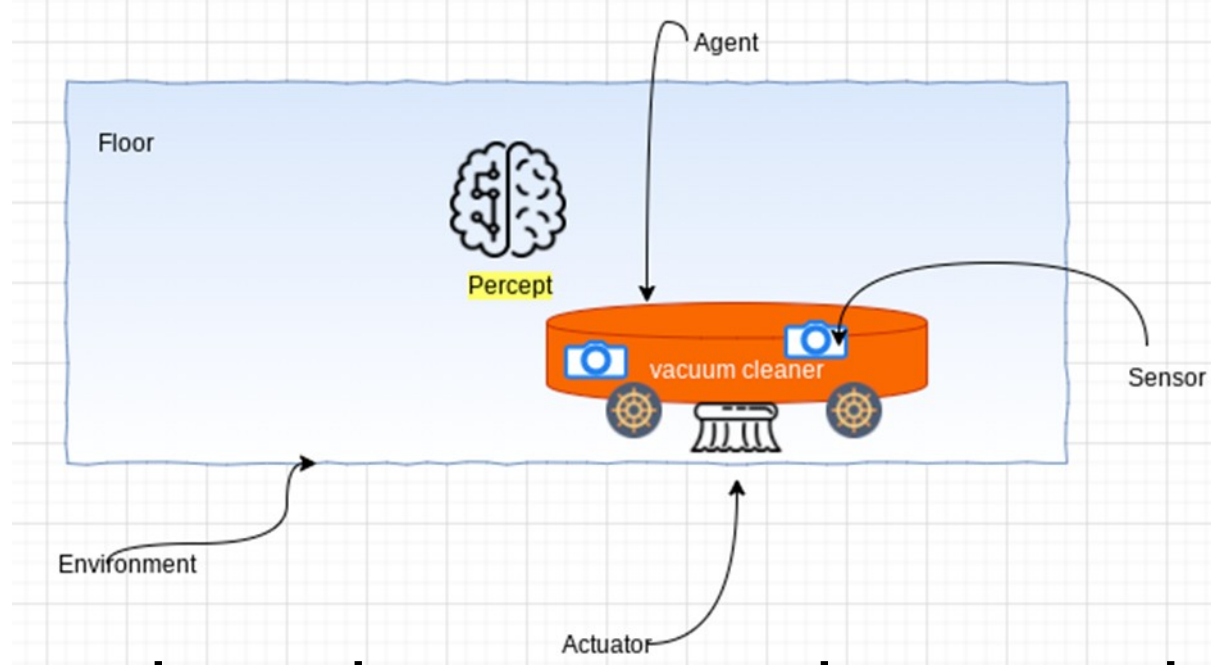 Agent
Floor
Percept
vacuum cleaner
Sensor
Environment
Actuator